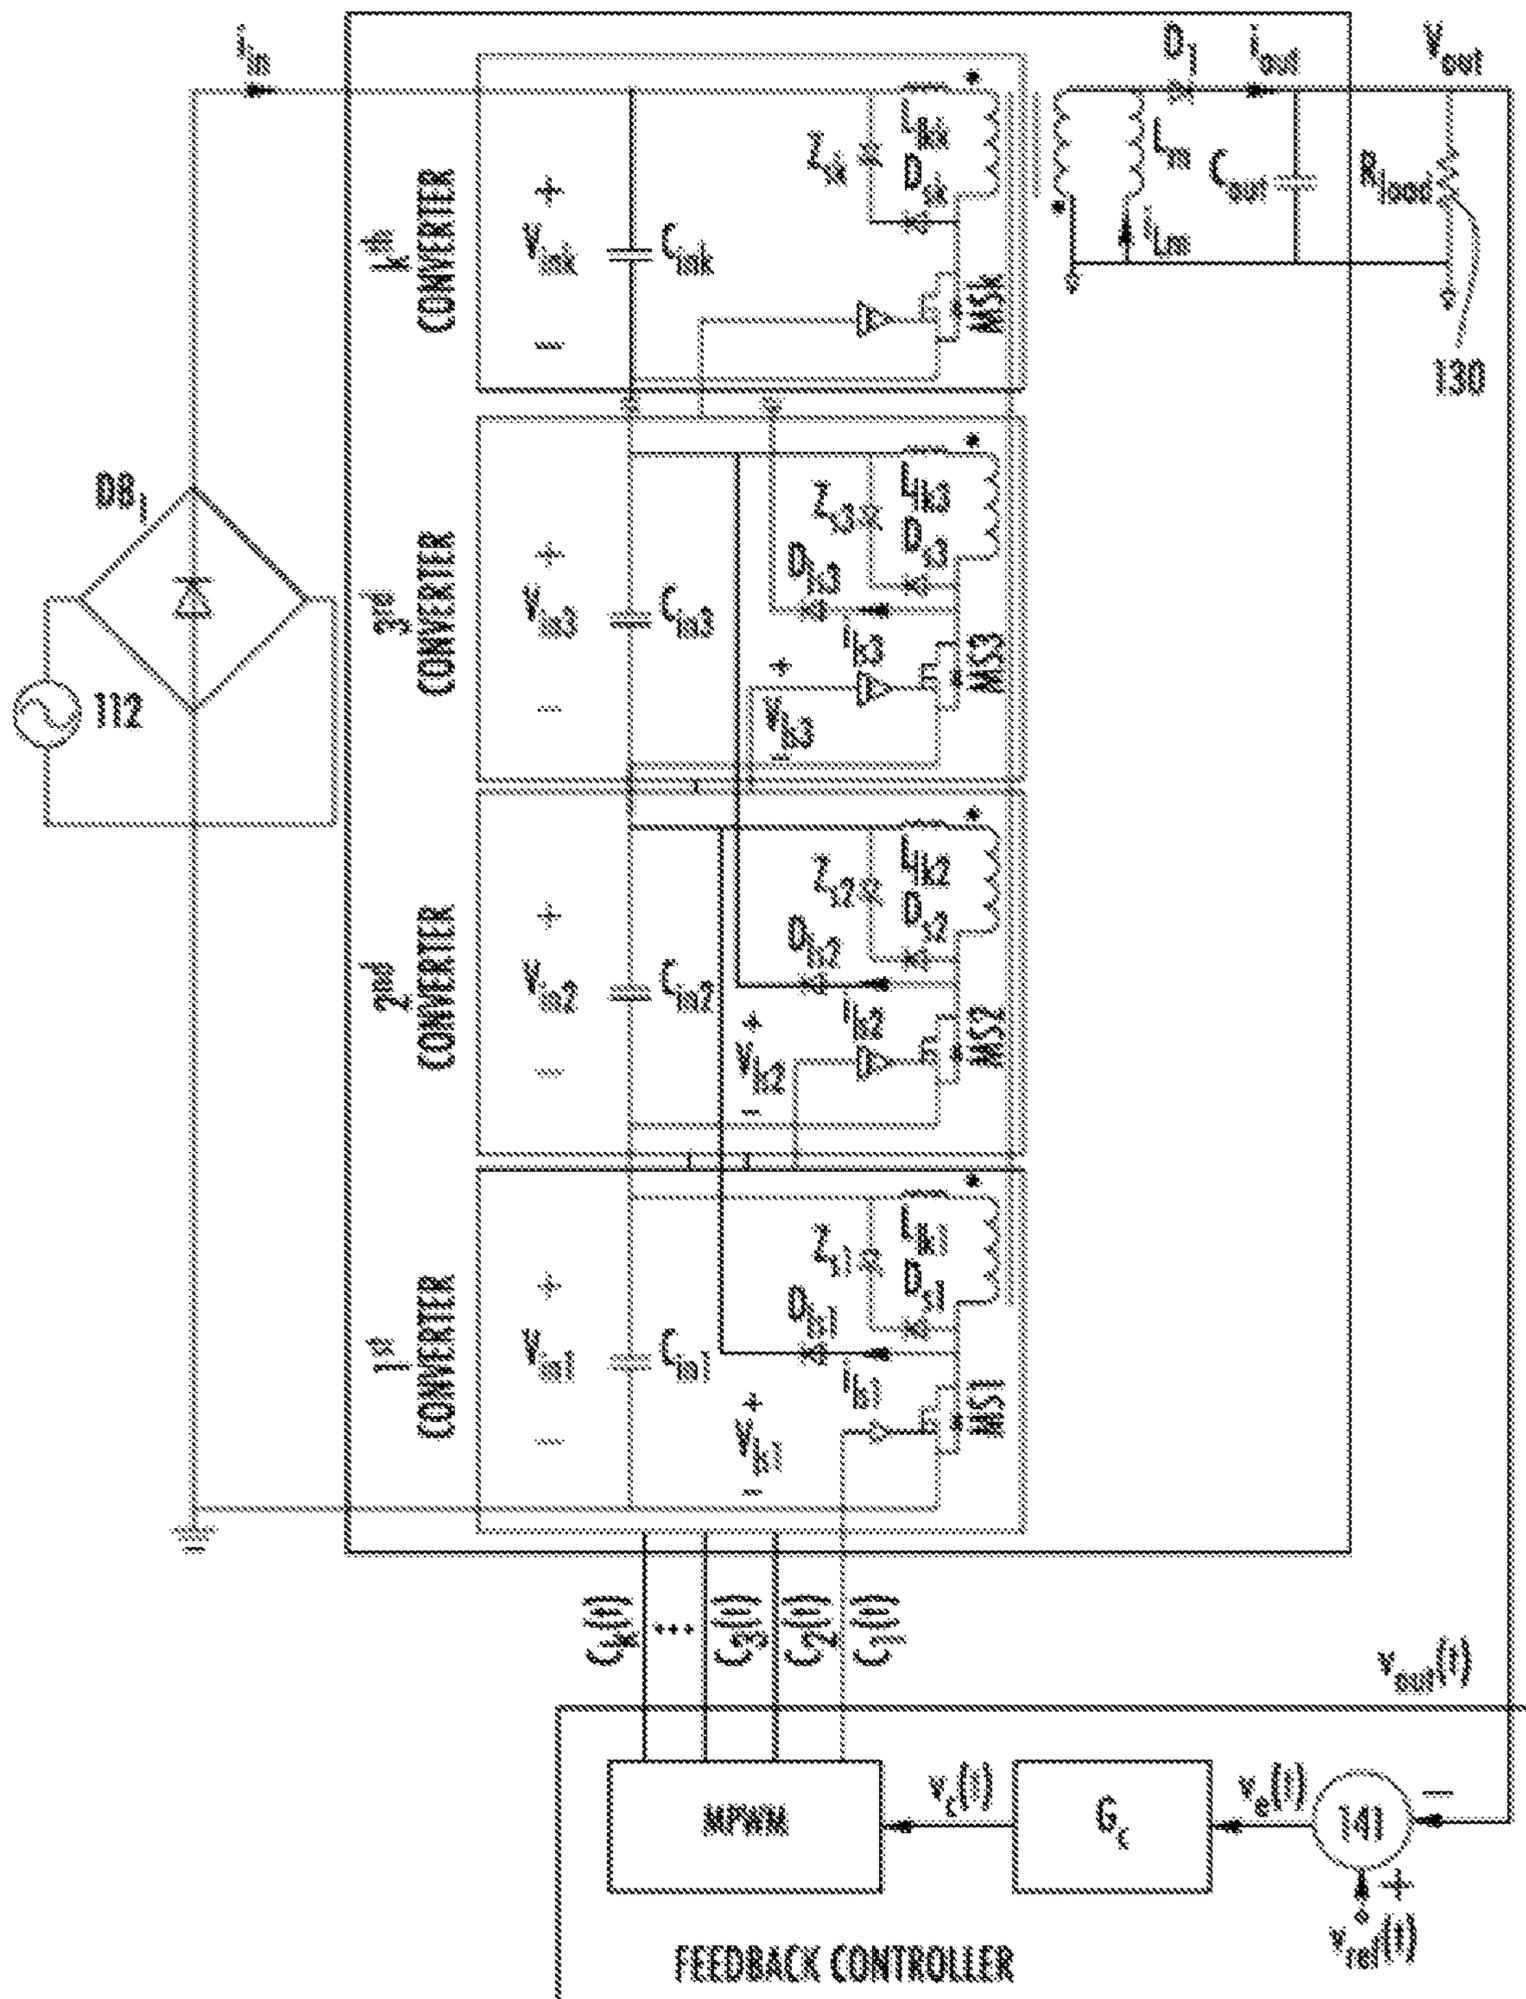 i_in
D_1
i_out
V_out
k^th
CONVERTER
+
V_ink
−
C_ink
Z_sk
L_lkk
D_sk
MSk
L_m
i_Lm
C_out
R_load
130
DB_1
112
3^rd
CONVERTER
+
V_in3
−
C_in3
Z_s3
L_lk3
D_s3
D_b3
i_b3
+
V_b3
−
MS3
2^nd
CONVERTER
+
V_in2
−
C_in2
Z_s2
L_lk2
D_s2
D_b2
i_b2
+
V_b2
−
MS2
1^st
CONVERTER
+
V_in1
−
C_in1
Z_s1
L_lk1
D_s1
D_b1
i_b1
+
V_b1
−
MS1
C_k(t)
...
C_3(t)
C_2(t)
C_1(t)
v_out(t)
MPWM
v_c(t)
G_c
v_e(t)
141
−
+
v_ref(t)
FEEDBACK CONTROLLER